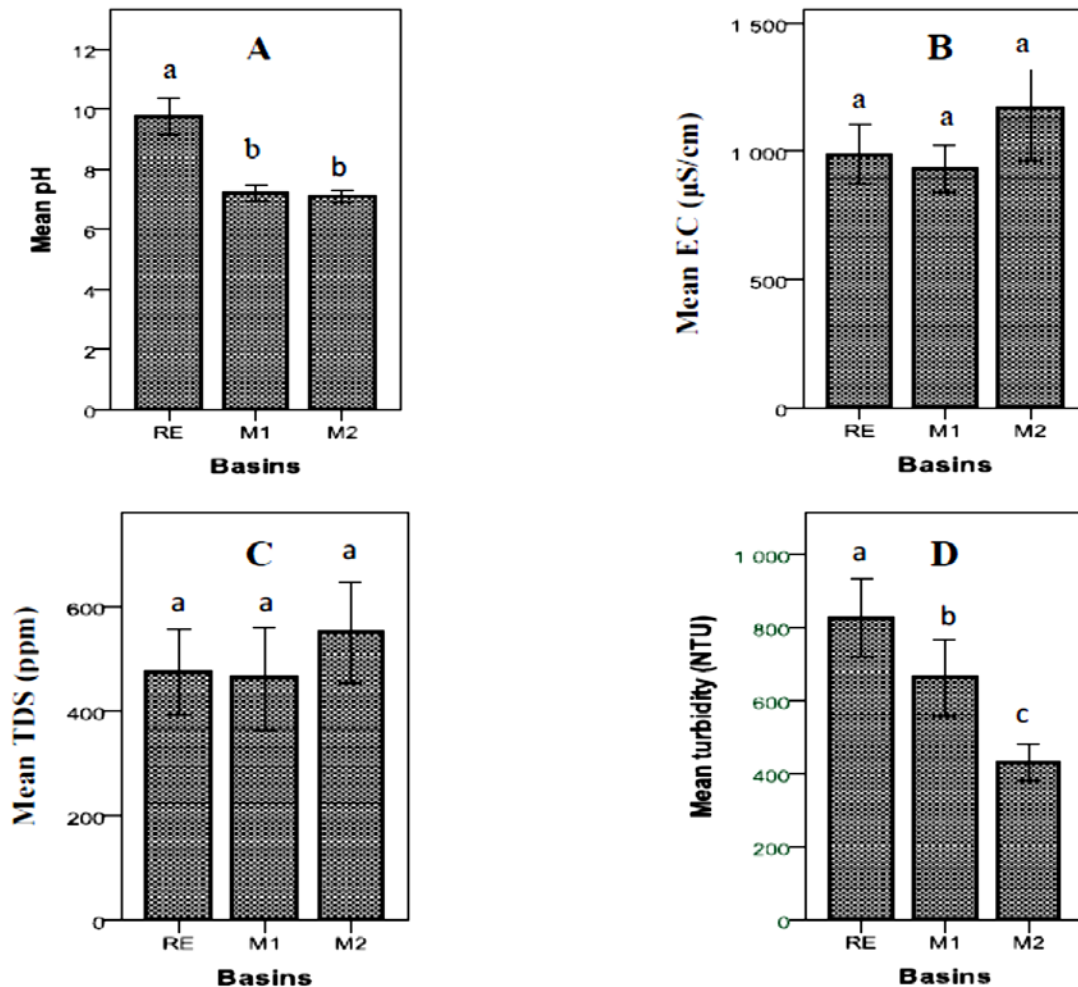 A
Mean pH
12
10
8
6
4
2
0
a
b
b
RE M1 M2
Basins
B
Mean EC (µS/cm)
1 500
1 000
500
0
a
a
a
RE M1 M2
Basins
C
Mean TDS (ppm)
600
400
200
0
a
a
a
RE M1 M2
Basins
D
Mean turbidity (NTU)
1 000
800
600
400
200
0
a
b
c
RE M1 M2
Basins